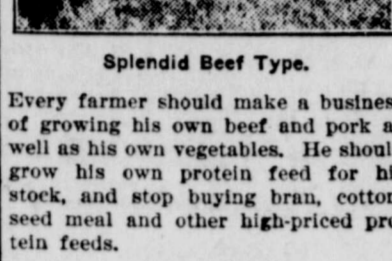 Splendid Beef Type.
Every farmer should make a busines
of growing his own beef and pork a
well as his own vegetables. He shoul
grow his own protein feed for hi
stock, and stop buying bran, cotton
seed meal and other high-priced pro
tein feeds.